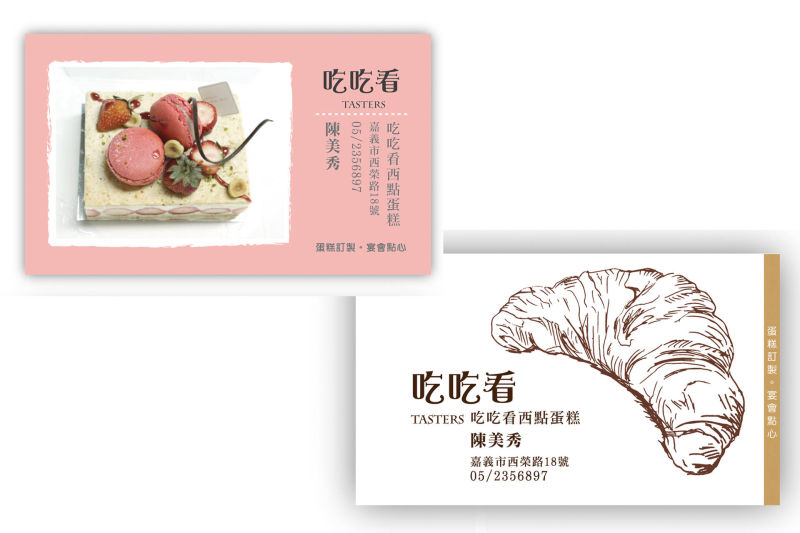 吃吃看
TASTERS
吃吃看西點蛋糕
嘉義市西榮路18號
05/2356897
陳美秀
蛋糕訂製。宴會點心
吃吃看
TASTERS 吃吃看西點蛋糕
陳美秀
嘉義市西榮路18號
05/2356897
蛋糕訂製。宴會點心